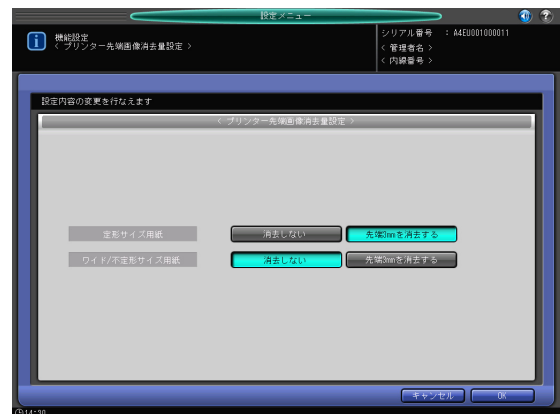 設定メニュー
機能設定
< プリンター先端画像消去量設定 >
シリアル番号 : A4EU001000011
< 管理者名 >
< 内線番号 >
設定内容の変更を行なえます
< プリンター先端画像消去量設定 >
定形サイズ用紙 消去しない 先端3mmを消去する
ワイド/不定形サイズ用紙 消去しない 先端3mmを消去する
キャンセル OK
14:30